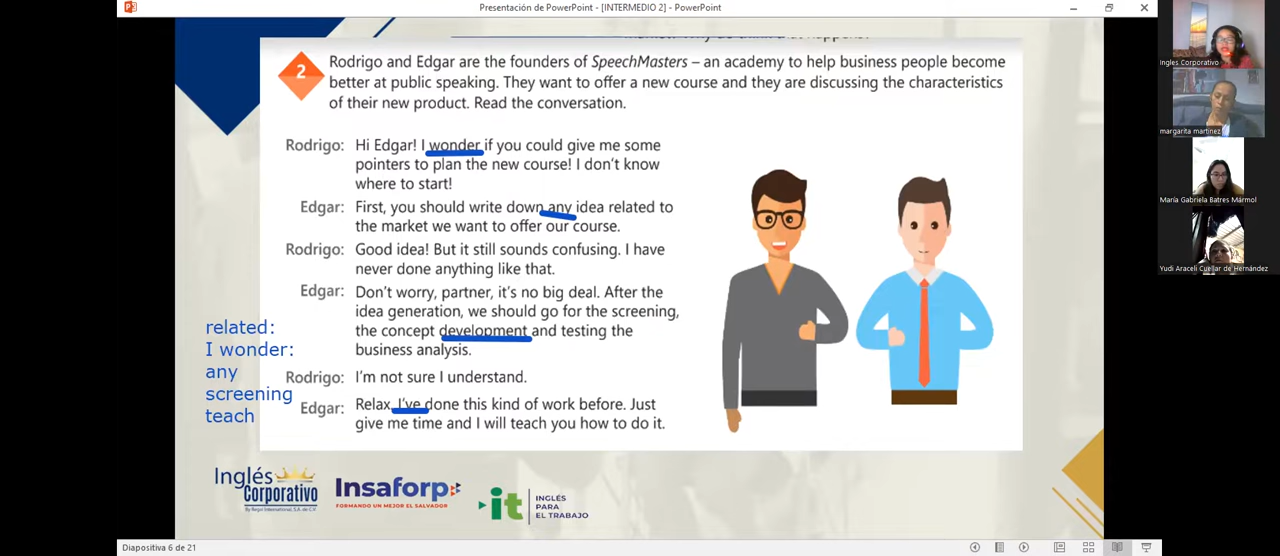 Presentación de PowerPoint - [INTERMEDIO 2] - PowerPoint
2
Rodrigo and Edgar are the founders of SpeechMasters – an academy to help business people become
better at public speaking. They want to offer a new course and they are discussing the characteristics
of their new product. Read the conversation.
Rodrigo: Hi Edgar! I wonder if you could give me some
pointers to plan the new course! I don't know
where to start!
Edgar: First, you should write down any idea related to
the market we want to offer our course.
Rodrigo: Good idea! But it still sounds confusing. I have
never done anything like that.
Edgar: Don't worry, partner, it's no big deal. After the
idea generation, we should go for the screening,
the concept development and testing the
business analysis.
Rodrigo: I'm not sure I understand.
Edgar: Relax. I've done this kind of work before. Just
give me time and I will teach you how to do it.
related:
I wonder:
any
screening
teach
Inglés
Corporativo
Insaforp
FORMANDO UN MEJOR EL SALVADOR
it
INGLÉS
PARA
EL TRABAJO
Diapositiva 6 de 21
Ingles Corporativo
margarita martinez
María Gabriela Batres Mármol
Yudi Araceli Cuellar de Hernández